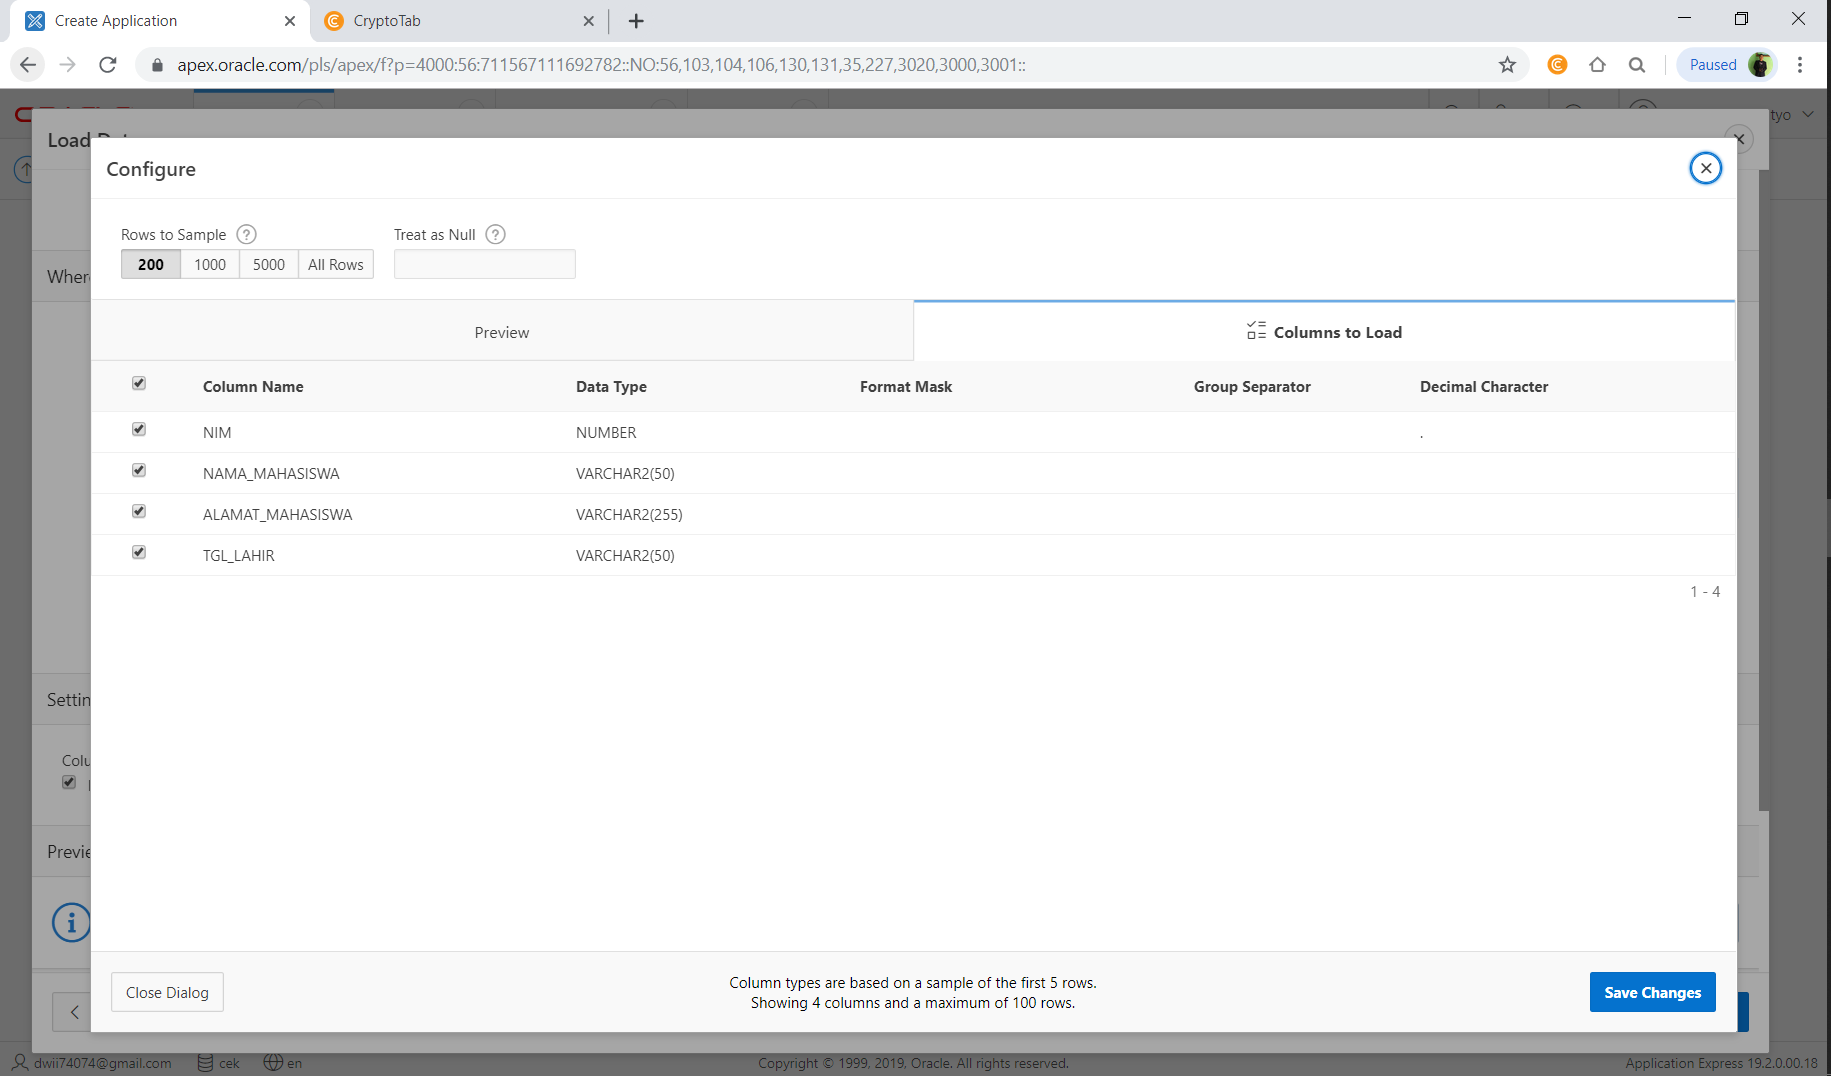 Create Application
CryptoTab
apex.oracle.com/pls/apex/f?p=4000:56:711567111692782::NO:56,103,104,106,130,131,35,227,3020,3000,3001::
Paused
tyo
Load
Configure
Rows to Sample ?
Treat as Null ?
200 1000 5000 All Rows
Wher
Preview
Columns to Load
Column Name Data Type Format Mask Group Separator Decimal Character
NIM NUMBER .
NAMA_MAHASISWA VARCHAR2(50)
ALAMAT_MAHASISWA VARCHAR2(255)
TGL_LAHIR VARCHAR2(50)
1 - 4
Settin
Colu
Previe
Close Dialog
Column types are based on a sample of the first 5 rows.
Showing 4 columns and a maximum of 100 rows.
Save Changes
dwii74074@gmail.com cek en
Copyright © 1999, 2019, Oracle. All rights reserved.
Application Express 19.2.0.00.18